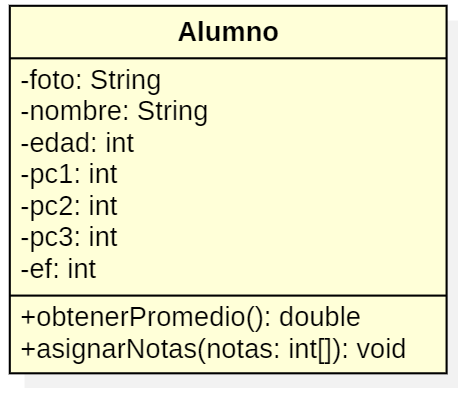 Alumno
-foto: String
-nombre: String
-edad: int
-pc1: int
-pc2: int
-pc3: int
-ef: int
+obtenerPromedio(): double
+asignarNotas(notas: int[]): void